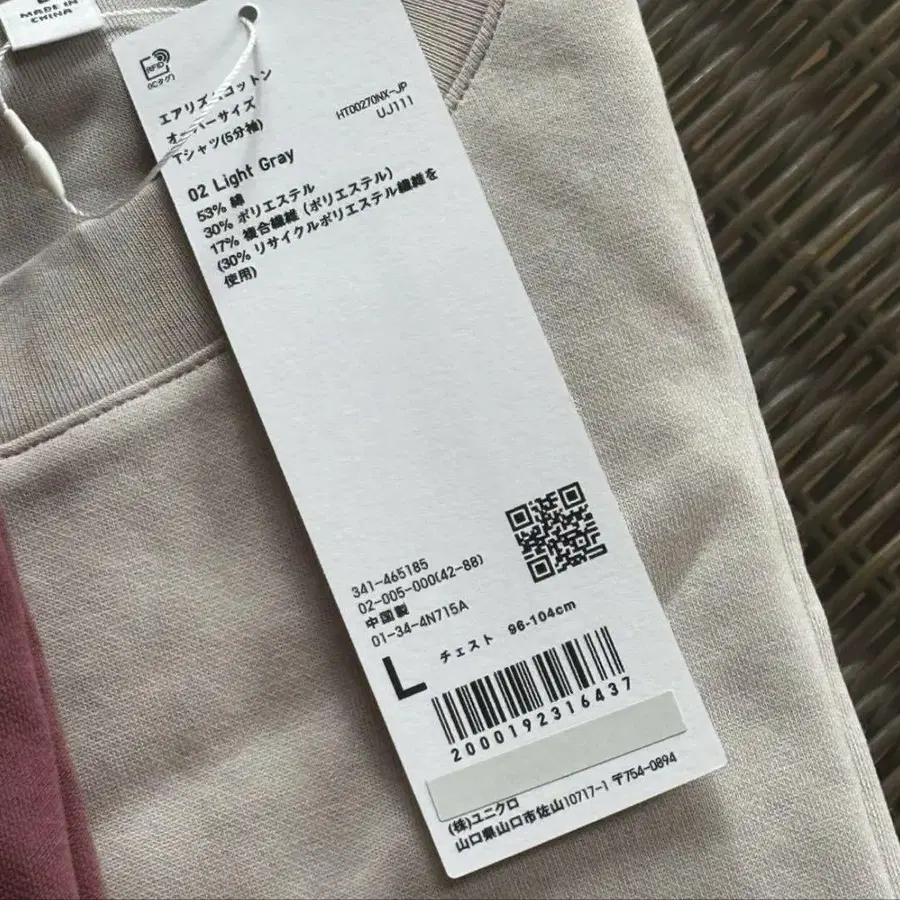 MADE IN
CHINA
RFID
(ICタグ)
エアリズムコットン
オーバーサイズ
Tシャツ(5分袖)
HTD0270NX-JP
UJ111
02 Light Gray
53% 綿
30% ポリエステル
17% 複合繊維 (ポリエステル)
(30% リサイクルポリエステル繊維を
使用)
341-465185
02-005-000(42-88)
中国製
01-34-4N715A
L
チェスト 96-104cm
2000192316437
(株)ユニクロ
山口県山口市佐山10717-1 〒754-0894